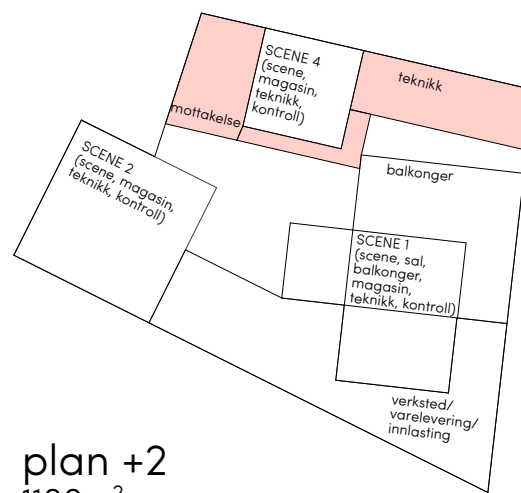 SCENE 4
(scene,
magasin,
teknikk,
kontroll)
teknikk
mottakelse
SCENE 2
(scene, magasin,
teknikk, kontroll)
balkonger
SCENE 1
(scene, sal,
balkonger,
magasin,
teknikk, kontroll)
verksted/
varelevering/
innlasting
plan +2